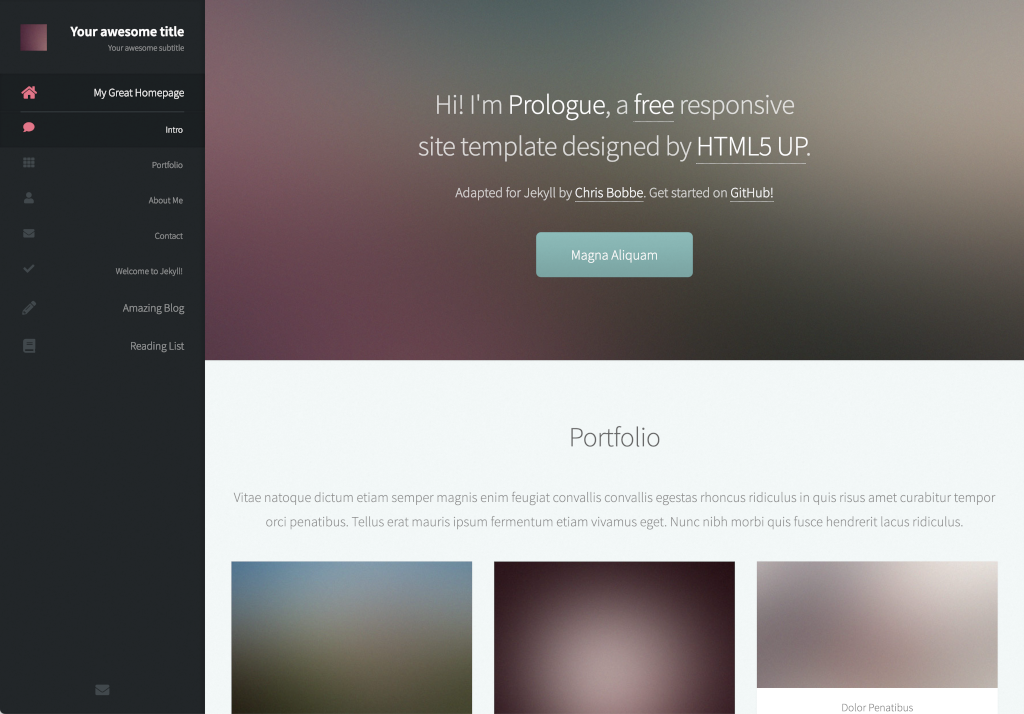 Your awesome title
Your awesome subtitle
My Great Homepage
Intro
Portfolio
About Me
Contact
Welcome to Jekyll!
Amazing Blog
Reading List
Hi! I'm Prologue, a free responsive
site template designed by HTML5 UP.
Adapted for Jekyll by Chris Bobbe. Get started on GitHub!
Magna Aliquam
Portfolio
Vitae natoque dictum etiam semper magnis enim feugiat convallis convallis egestas rhoncus ridiculus in quis risus amet curabitur tempor
orci penatibus. Tellus erat mauris ipsum fermentum etiam vivamus eget. Nunc nibh morbi quis fusce hendrerit lacus ridiculus.
Dolor Penatibus